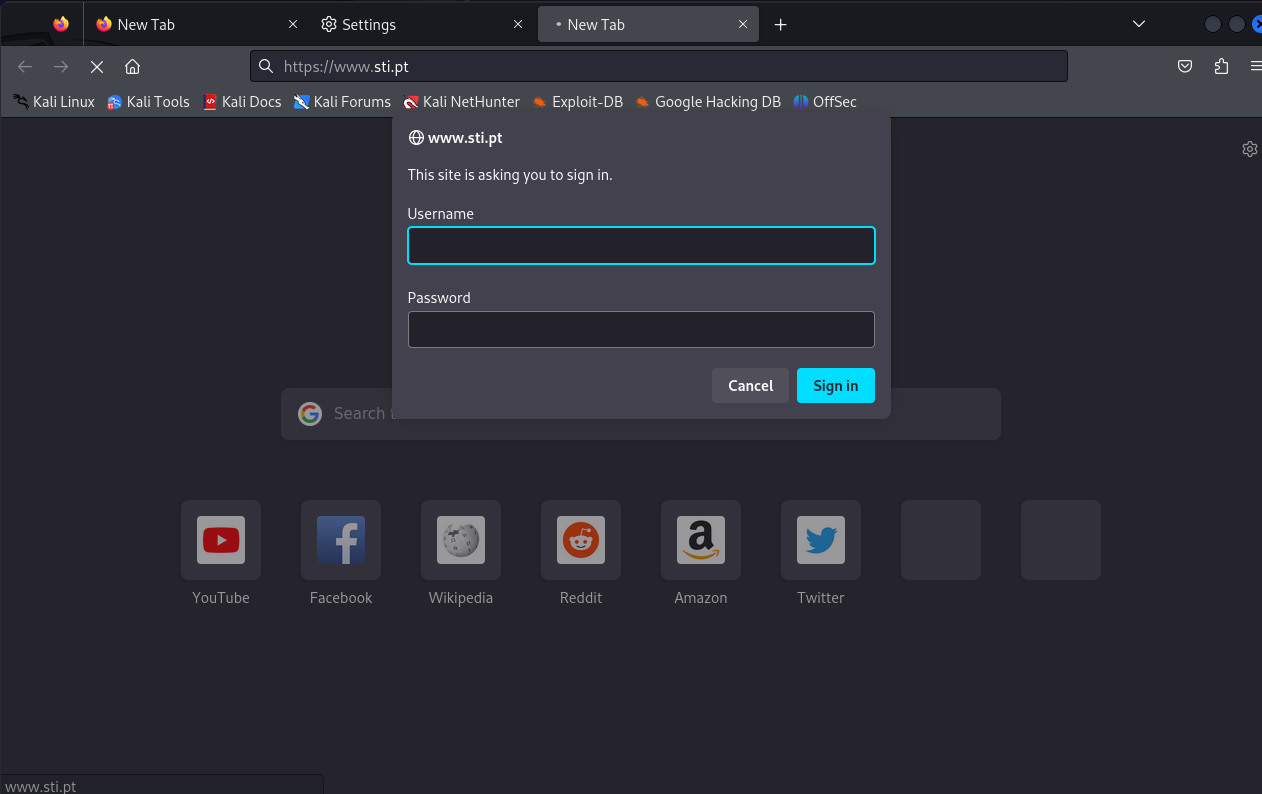 New Tab Settings New Tab
https://www.sti.pt
Kali Linux Kali Tools Kali Docs Kali Forums Kali NetHunter Exploit-DB Google Hacking DB OffSec
www.sti.pt
This site is asking you to sign in.
Username
Password
Cancel Sign in
Search
YouTube Facebook Wikipedia Reddit Amazon Twitter
www.sti.pt